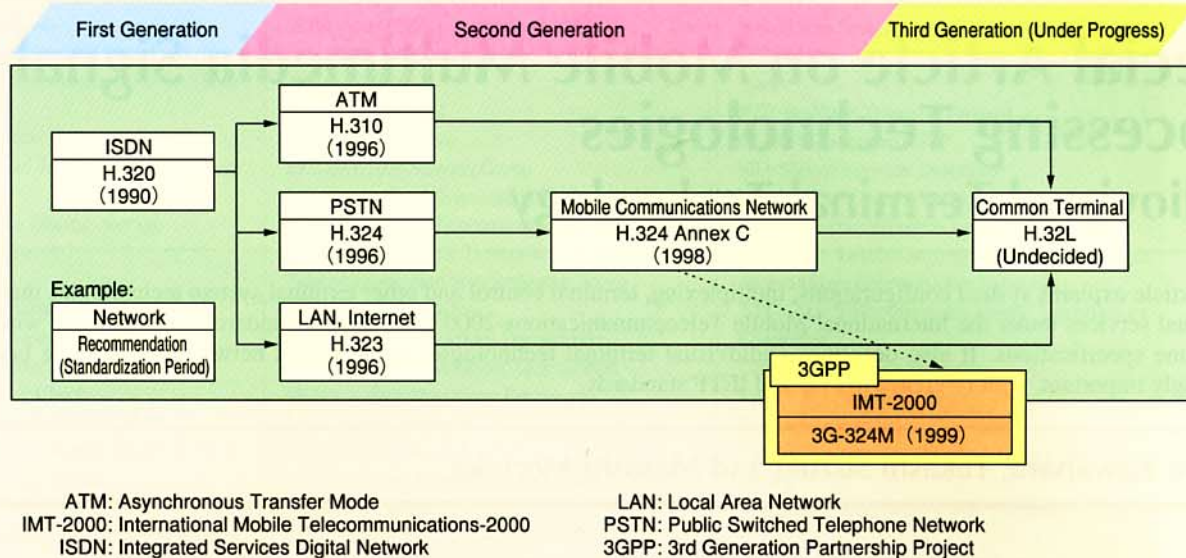 First Generation
Second Generation
Third Generation (Under Progress)
ISDN
H.320
(1990)
ATM
H.310
(1996)
PSTN
H.324
(1996)
LAN, Internet
H.323
(1996)
Mobile Communications Network
H.324 Annex C
(1998)
Common Terminal
H.32L
(Undecided)
Example:
Network
Recommendation
(Standardization Period)
3GPP
IMT-2000
3G-324M (1999)
ATM: Asynchronous Transfer Mode
IMT-2000: International Mobile Telecommunications-2000
ISDN: Integrated Services Digital Network
LAN: Local Area Network
PSTN: Public Switched Telephone Network
3GPP: 3rd Generation Partnership Project